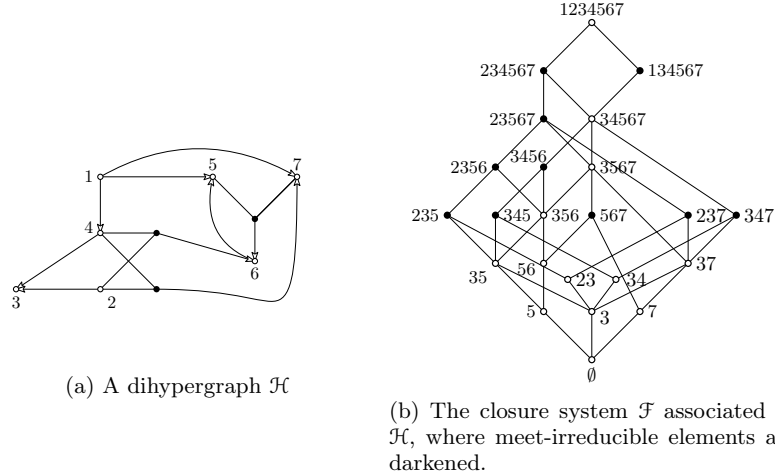 1234567
234567 134567
23567 34567
2356 3456 3567
235 345 356 567 237 347
35 56 23 34 37
5 3 7
∅
1 5 7
4 6
3 2
(a) A dihypergraph ℋ
(b) The closure system ℱ associated
ℋ, where meet-irreducible elements a
darkened.